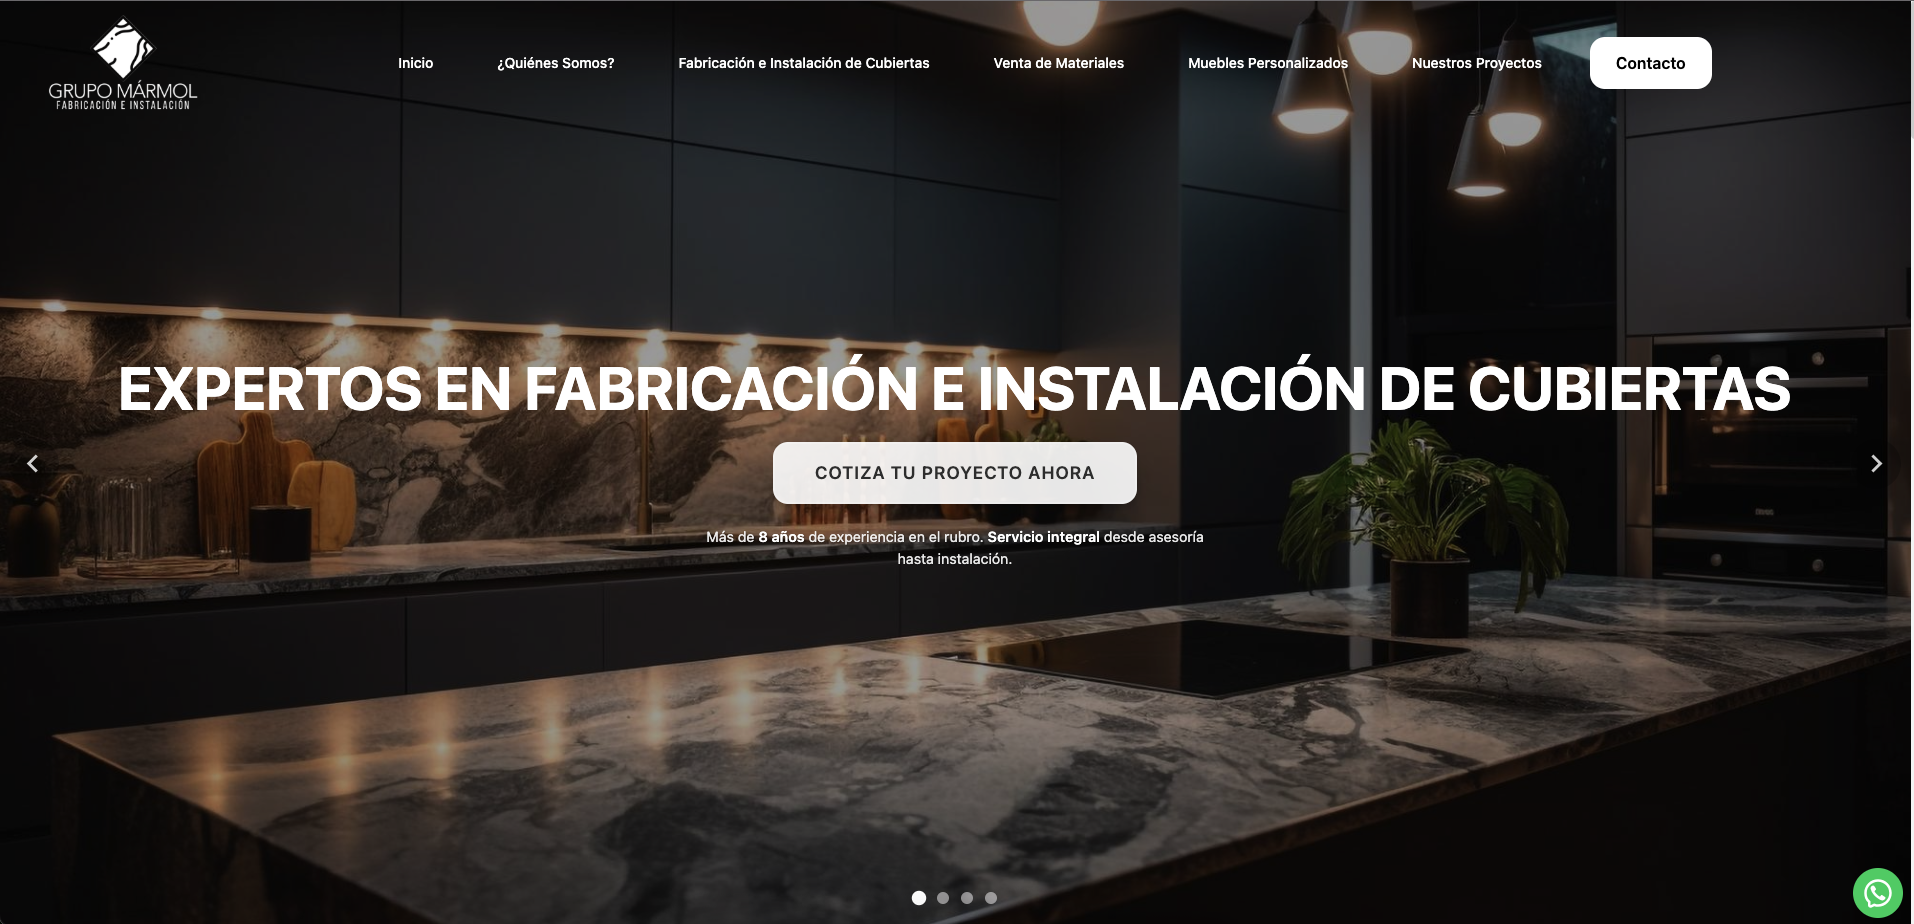 GRUPO MÁRMOL
FABRICACIÓN E INSTALACIÓN
Inicio
¿Quiénes Somos?
Fabricación e Instalación de Cubiertas
Venta de Materiales
Muebles Personalizados
Nuestros Proyectos
Contacto
EXPERTOS EN FABRICACIÓN E INSTALACIÓN DE CUBIERTAS
COTIZA TU PROYECTO AHORA
Más de 8 años de experiencia en el rubro. Servicio integral desde asesoría
hasta instalación.